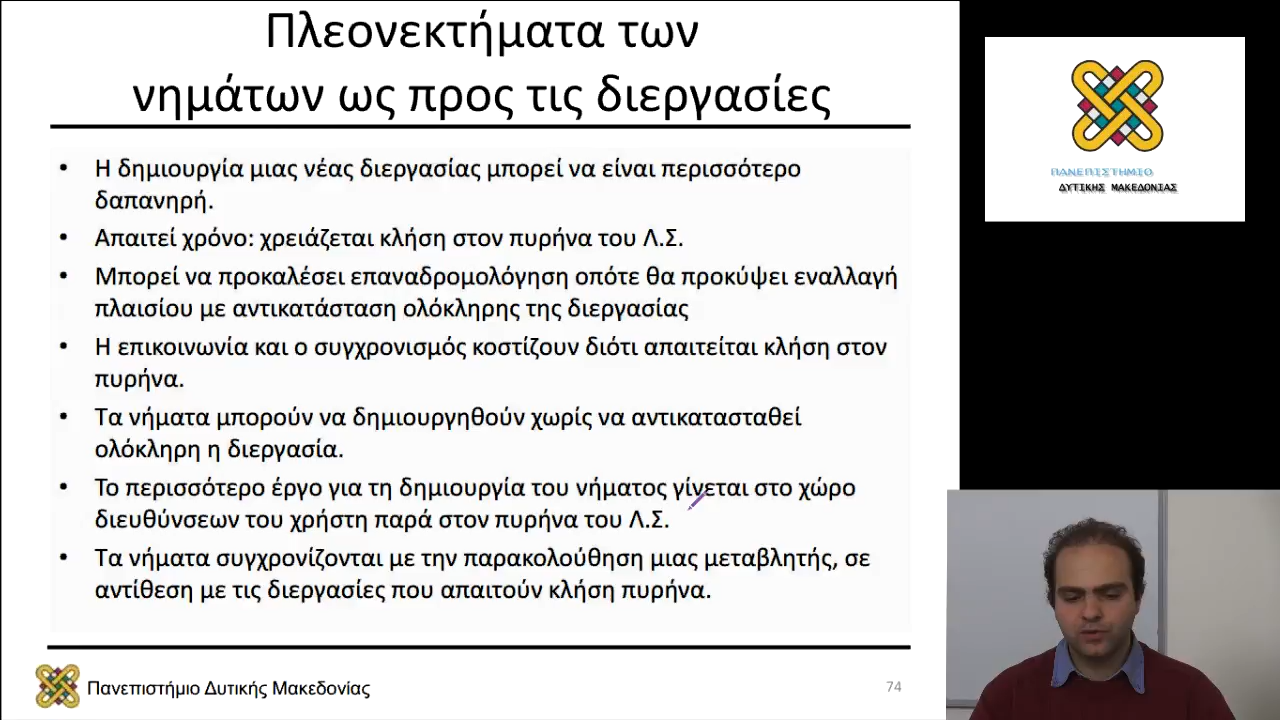 Πλεονεκτήματα των
νημάτων ως προς τις διεργασίες
• Η δημιουργία μιας νέας διεργασίας μπορεί να είναι περισσότερο
δαπανηρή.
• Απαιτεί χρόνο: χρειάζεται κλήση στον πυρήνα του Λ.Σ.
• Μπορεί να προκαλέσει επαναδρομολόγηση οπότε θα προκύψει εναλλαγή
πλαισίου με αντικατάσταση ολόκληρης της διεργασίας
• Η επικοινωνία και ο συγχρονισμός κοστίζουν διότι απαιτείται κλήση στον
πυρήνα.
• Τα νήματα μπορούν να δημιουργηθούν χωρίς να αντικατασταθεί
ολόκληρη η διεργασία.
• Το περισσότερο έργο για τη δημιουργία του νήματος γίνεται στο χώρο
διευθύνσεων του χρήστη παρά στον πυρήνα του Λ.Σ.
• Τα νήματα συγχρονίζονται με την παρακολούθηση μιας μεταβλητής, σε
αντίθεση με τις διεργασίες που απαιτούν κλήση πυρήνα.
Πανεπιστήμιο Δυτικής Μακεδονίας
74
ΠΑΝΕΠΙΣΤΗΜΙΟ
ΔΥΤΙΚΗΣ ΜΑΚΕΔΟΝΙΑΣ